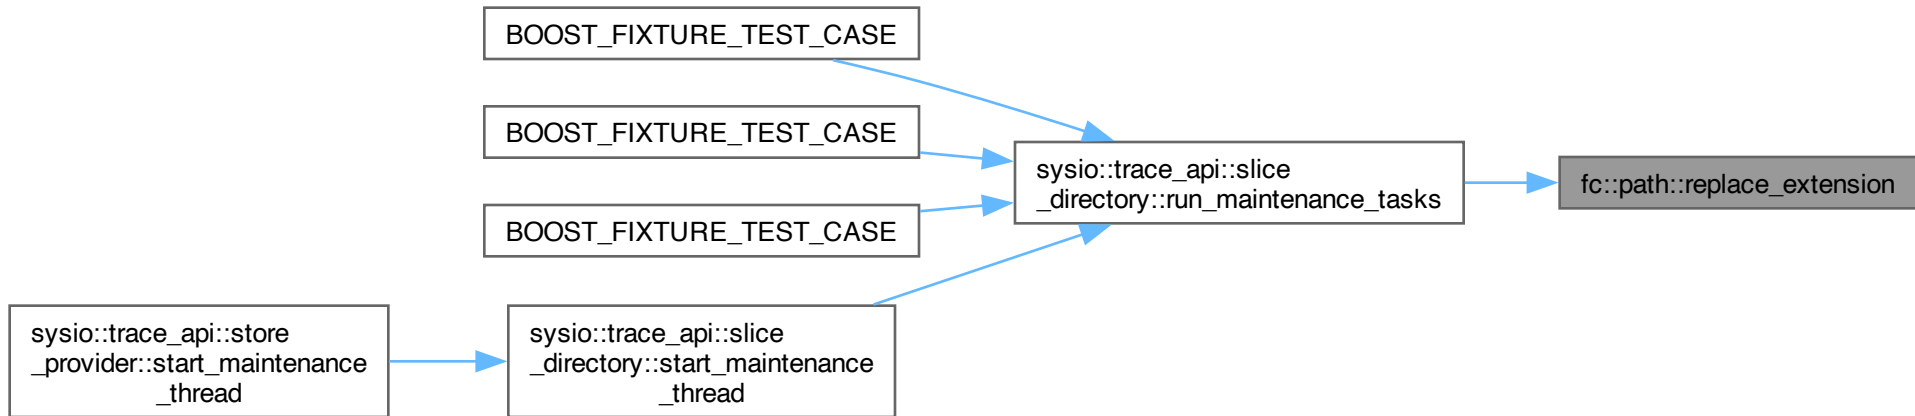 BOOST_FIXTURE_TEST_CASE
BOOST_FIXTURE_TEST_CASE
sysio::trace_api::slice
_directory::run_maintenance_tasks
fc::path::replace_extension
BOOST_FIXTURE_TEST_CASE
sysio::trace_api::store
_provider::start_maintenance
_thread
sysio::trace_api::slice
_directory::start_maintenance
_thread